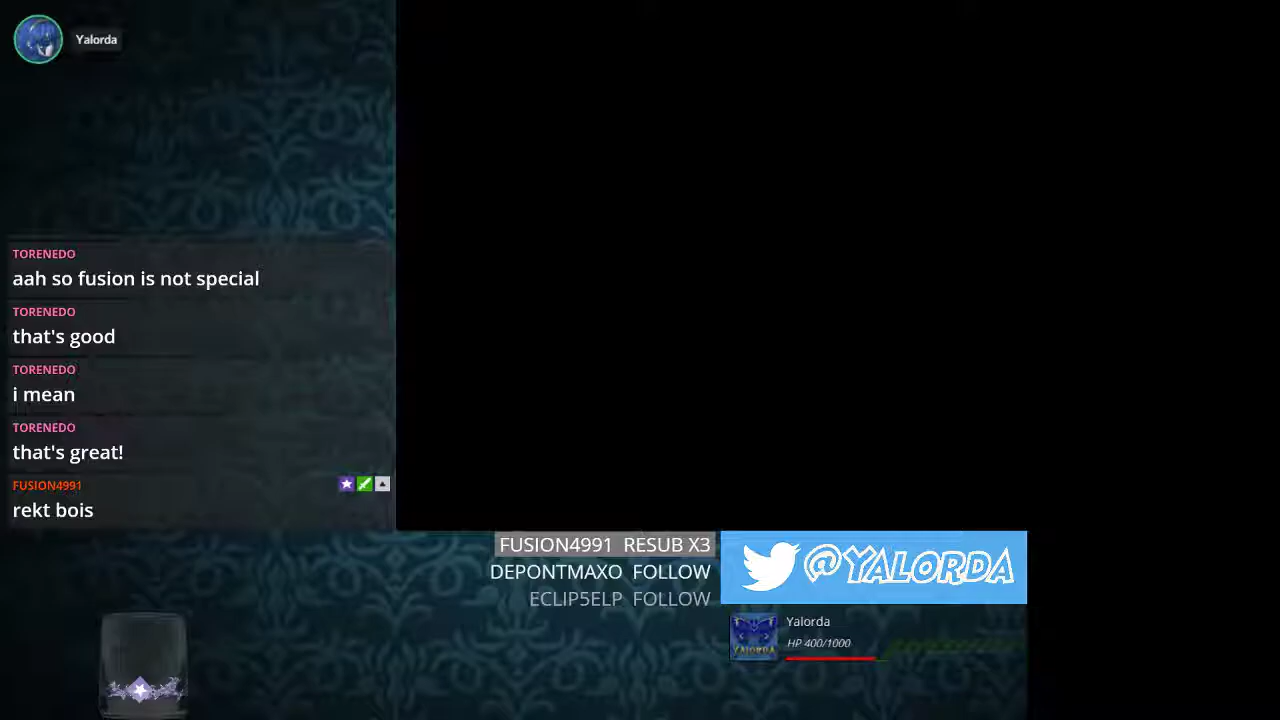 Yalorda
TORENEDO
aah so fusion is not special
TORENEDO
that's good
TORENEDO
i mean
TORENEDO
that's great!
FUSION4991
rekt bois
FUSION4991 RESUB X3
DEPONTMAXO FOLLOW
ECLIP5ELP FOLLOW
@YALORDA
Yalorda
HP 400/1000
YALORDA